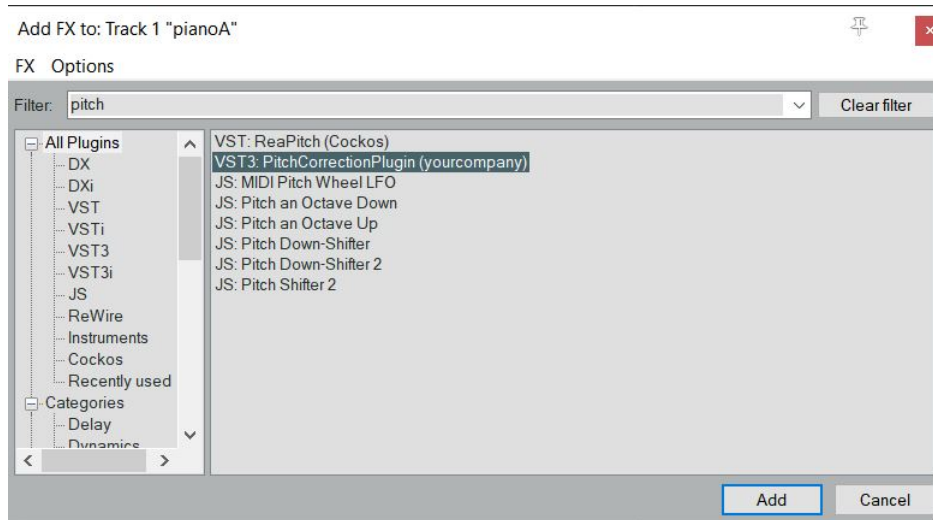 Add FX to: Track 1 "pianoA"
FX Options
Filter: pitch Clear filter
All Plugins
DX
DXi
VST
VSTi
VST3
VST3i
JS
ReWire
Instruments
Cockos
Recently used
Categories
Delay
Dynamics
VST: ReaPitch (Cockos)
VST3: PitchCorrectionPlugin (yourcompany)
JS: MIDI Pitch Wheel LFO
JS: Pitch an Octave Down
JS: Pitch an Octave Up
JS: Pitch Down-Shifter
JS: Pitch Down-Shifter 2
JS: Pitch Shifter 2
Add Cancel